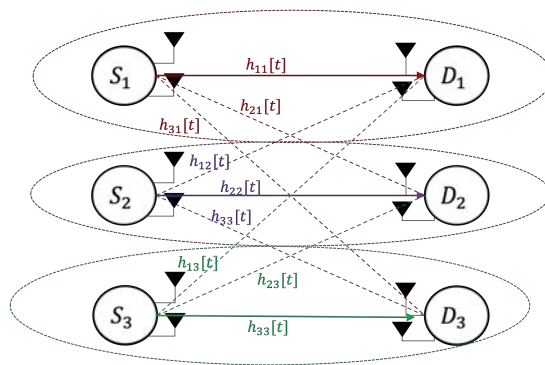 S₁ h₁₁[t] D₁
h₂₁[t]
h₃₁[t]
h₁₂[t]
S₂ h₂₂[t] D₂
h₃₃[t]
h₁₃[t]
h₂₃[t]
S₃ h₃₃[t] D₃